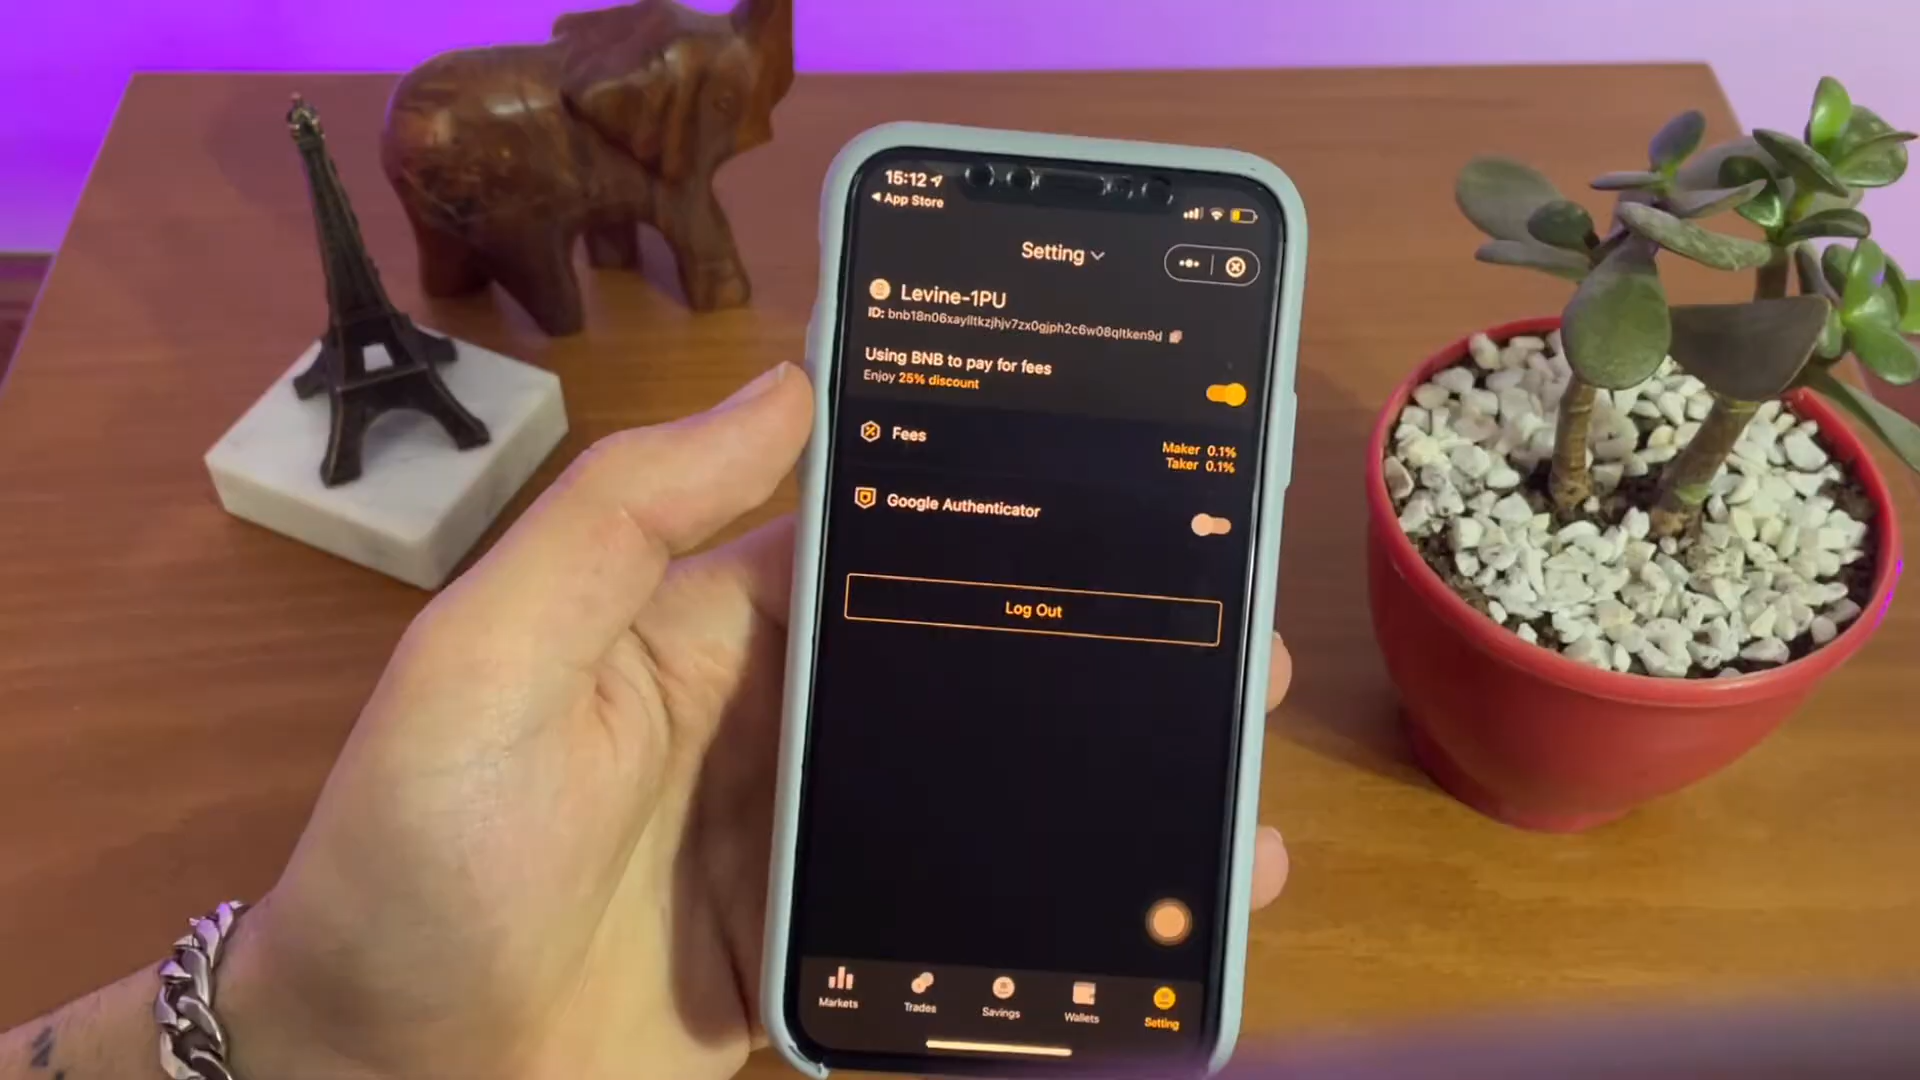 15:12
App Store
Setting
Levine-1PU
ID: bnb18n06xaylltkzjhjv7zx0gjph2c6w08qltken9d
Using BNB to pay for fees
Enjoy 25% discount
Fees
Maker 0.1%
Taker 0.1%
Google Authenticator
Log Out
Markets
Trades
Savings
Wallets
Setting